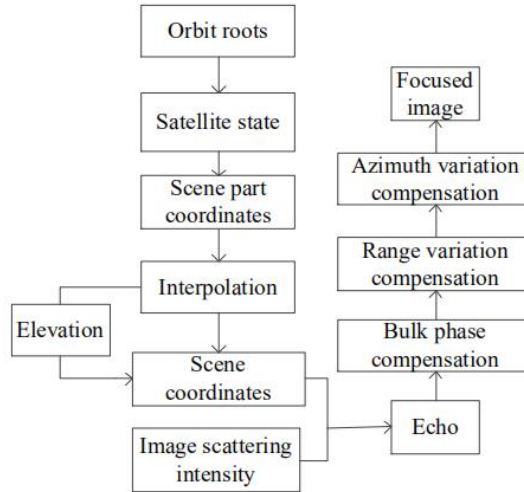 Orbit roots
Satellite state
Scene part
coordinates
Interpolation
Elevation
Scene
coordinates
Image scattering
intensity
Echo
Bulk phase
compensation
Range variation
compensation
Azimuth variation
compensation
Focused
image